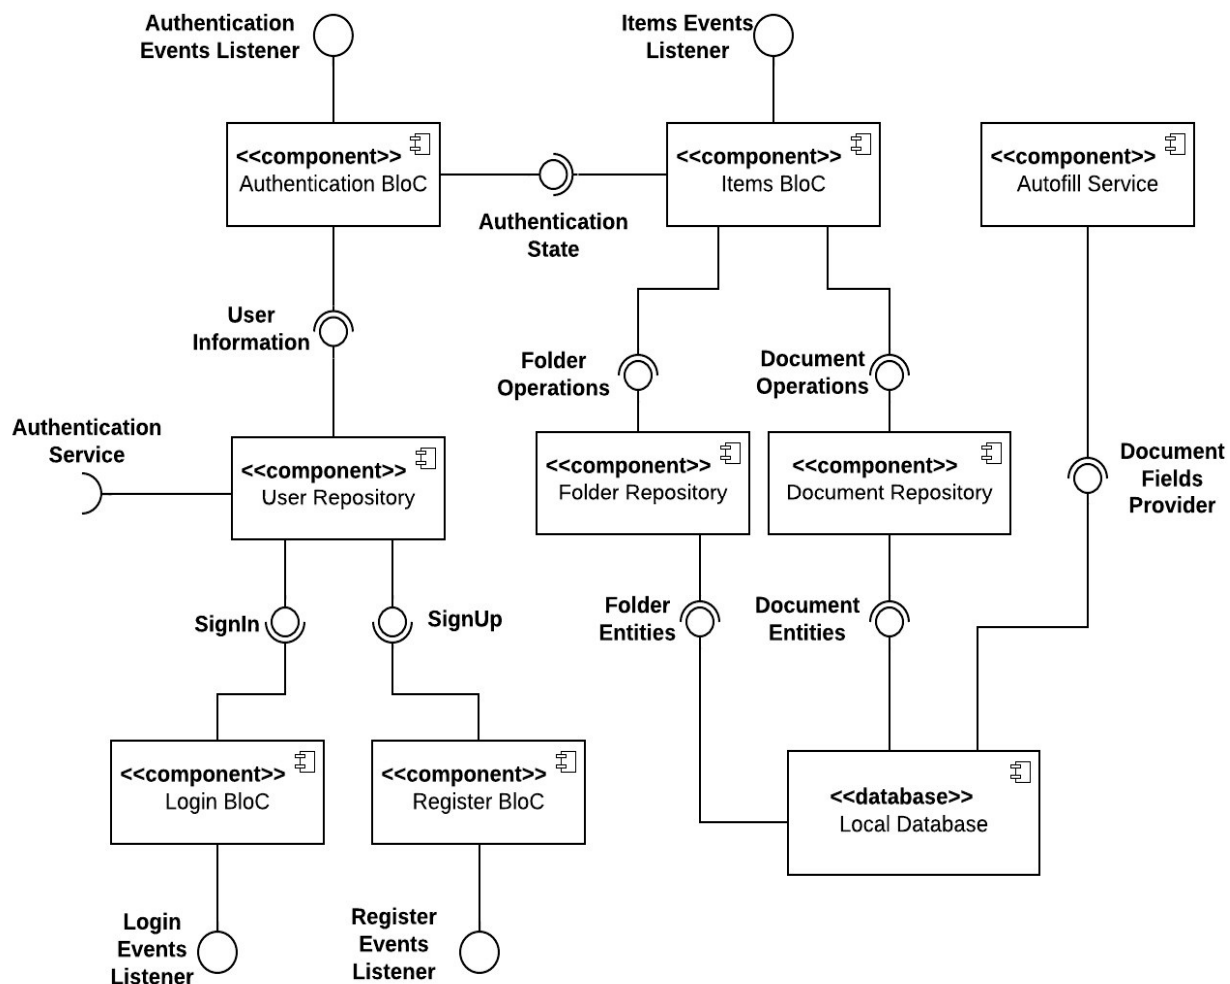 Authentication
Events Listener
Items Events
Listener
<<component>>
Authentication BloC
<<component>>
Items BloC
<<component>>
Autofill Service
Authentication
State
User
Information
Folder
Operations
Document
Operations
Authentication
Service
<<component>>
User Repository
<<component>>
Folder Repository
<<component>>
Document Repository
Document
Fields
Provider
SignIn
SignUp
Folder
Entities
Document
Entities
<<component>>
Login BloC
<<component>>
Register BloC
<<database>>
Local Database
Login
Events
Listener
Register
Events
Listener